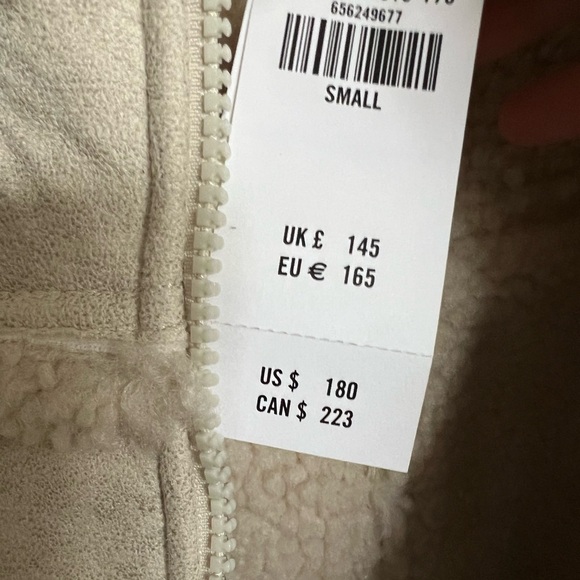 656249677
SMALL
UK £ 145
EU € 165
US $ 180
CAN $ 223